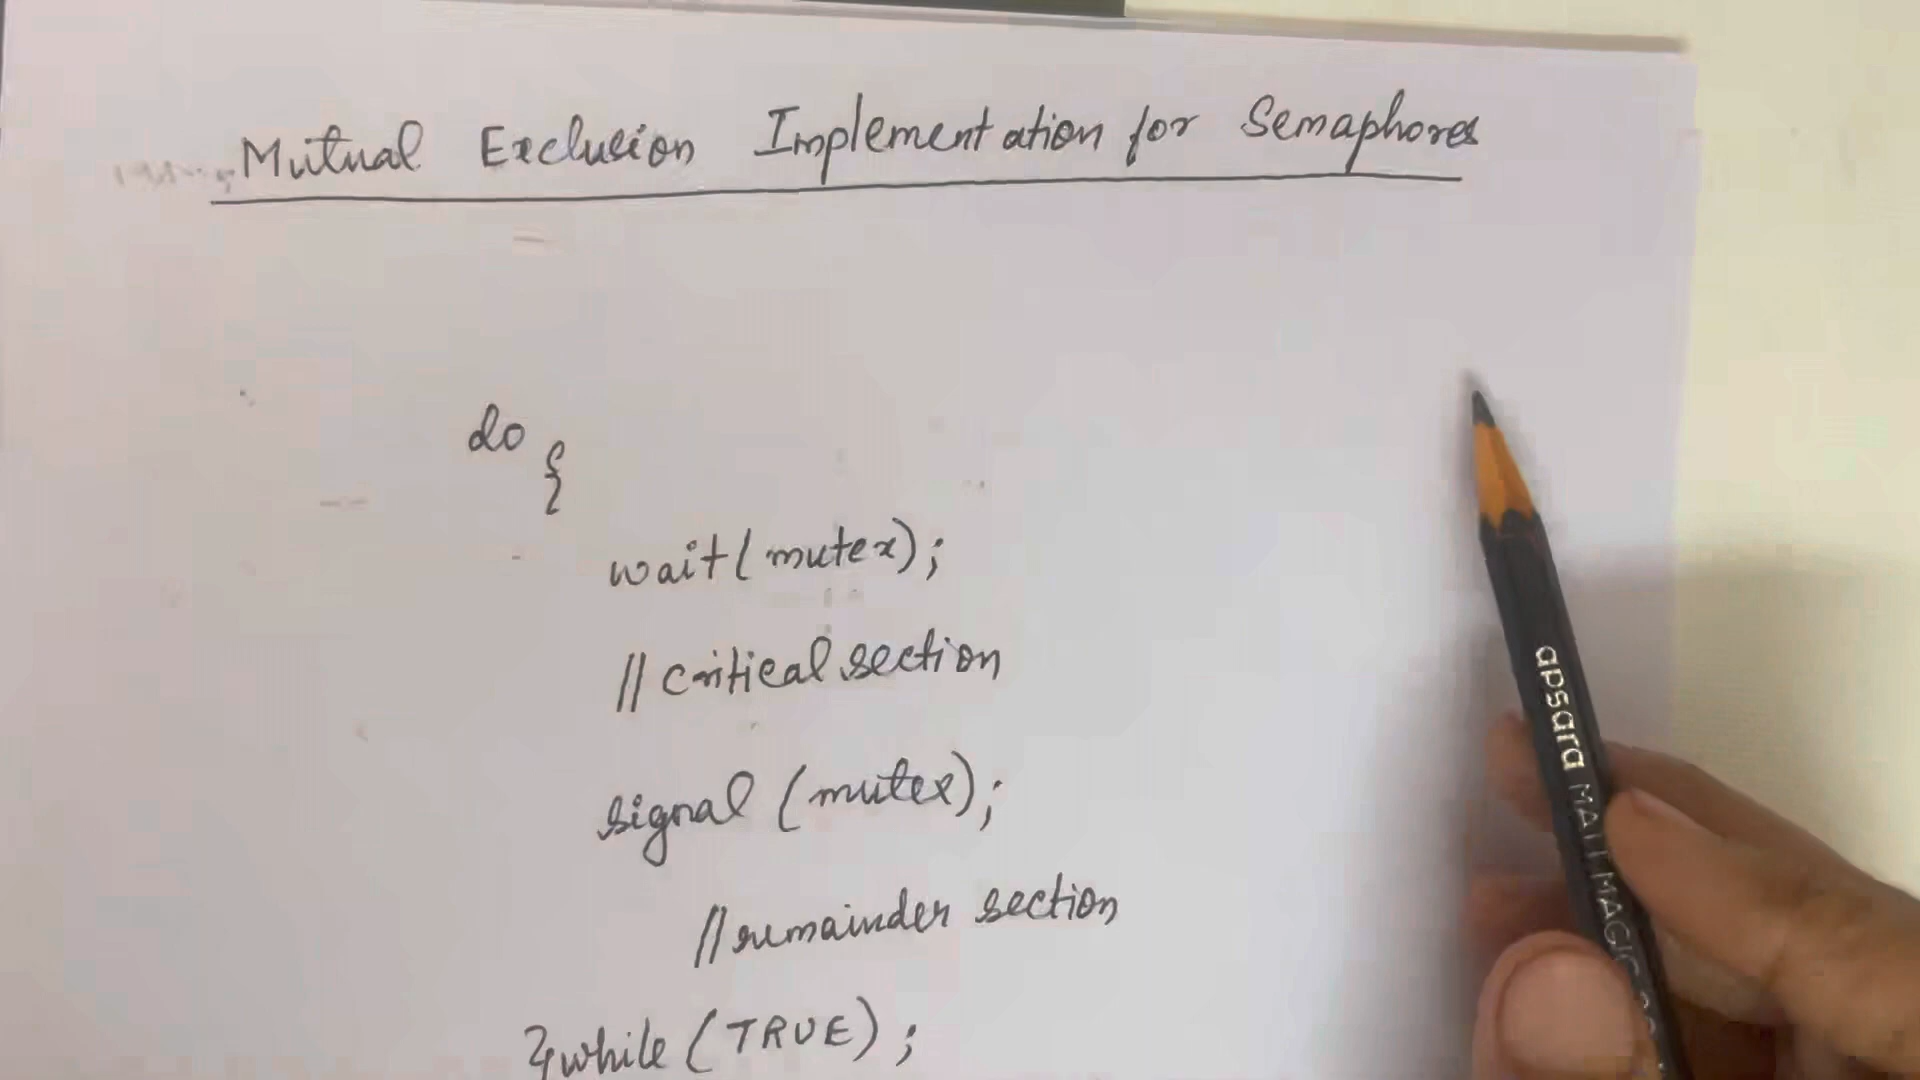 Mutual Exclusion Implementation for Semaphores
do {
wait(mutex);
// critical section
signal (mutex);
// remainder section
} while (TRUE);
apsara